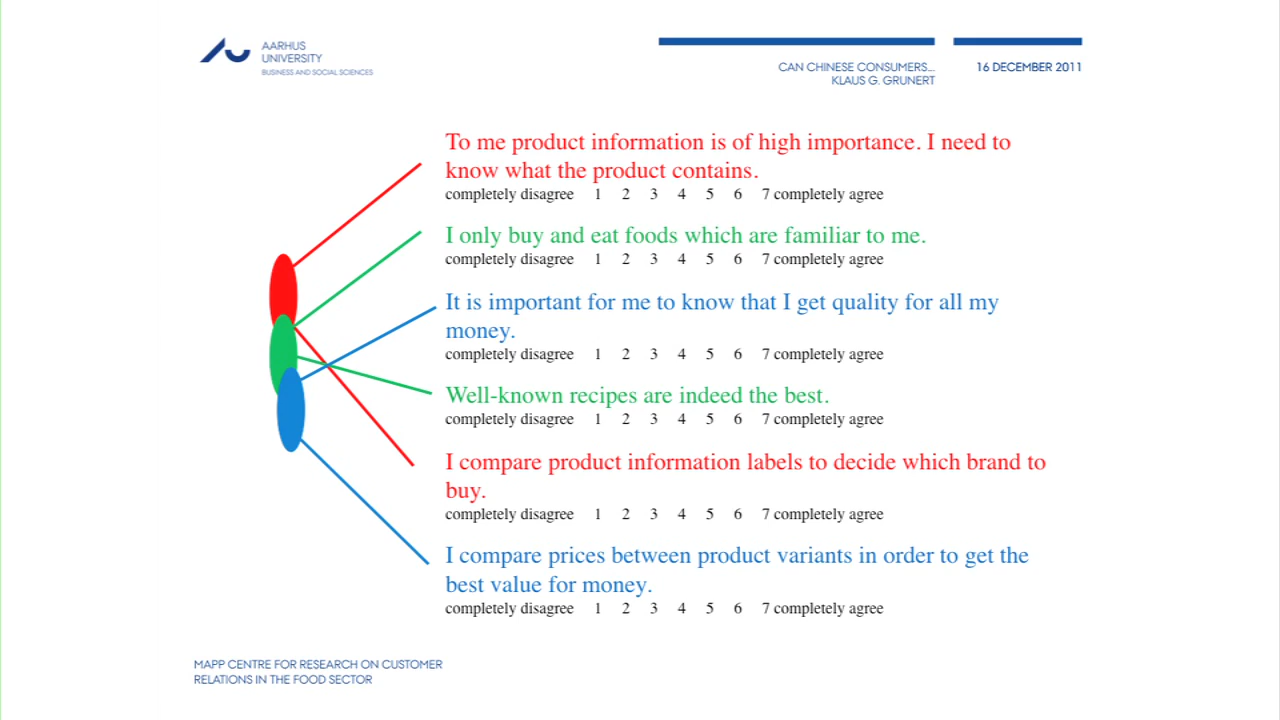 AARHUS
UNIVERSITY
BUSINESS AND SOCIAL SCIENCES
CAN CHINESE CONSUMERS...
KLAUS G. GRUNERT
16 DECEMBER 2011
To me product information is of high importance. I need to
know what the product contains.
completely disagree 1 2 3 4 5 6 7 completely agree
I only buy and eat foods which are familiar to me.
completely disagree 1 2 3 4 5 6 7 completely agree
It is important for me to know that I get quality for all my
money.
completely disagree 1 2 3 4 5 6 7 completely agree
Well-known recipes are indeed the best.
completely disagree 1 2 3 4 5 6 7 completely agree
I compare product information labels to decide which brand to
buy.
completely disagree 1 2 3 4 5 6 7 completely agree
I compare prices between product variants in order to get the
best value for money.
completely disagree 1 2 3 4 5 6 7 completely agree
MAPP CENTRE FOR RESEARCH ON CUSTOMER
RELATIONS IN THE FOOD SECTOR